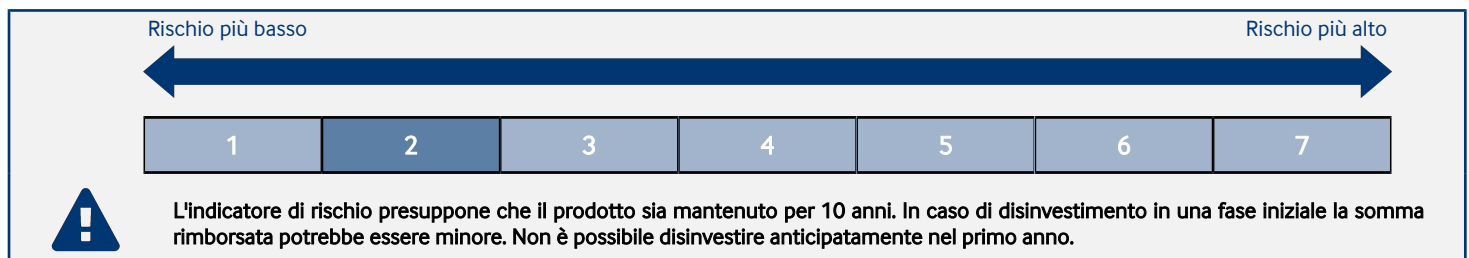 Rischio più basso Rischio più alto
1 2 3 4 5 6 7
L'indicatore di rischio presuppone che il prodotto sia mantenuto per 10 anni. In caso di disinvestimento in una fase iniziale la somma
rimborsata potrebbe essere minore. Non è possibile disinvestire anticipatamente nel primo anno.